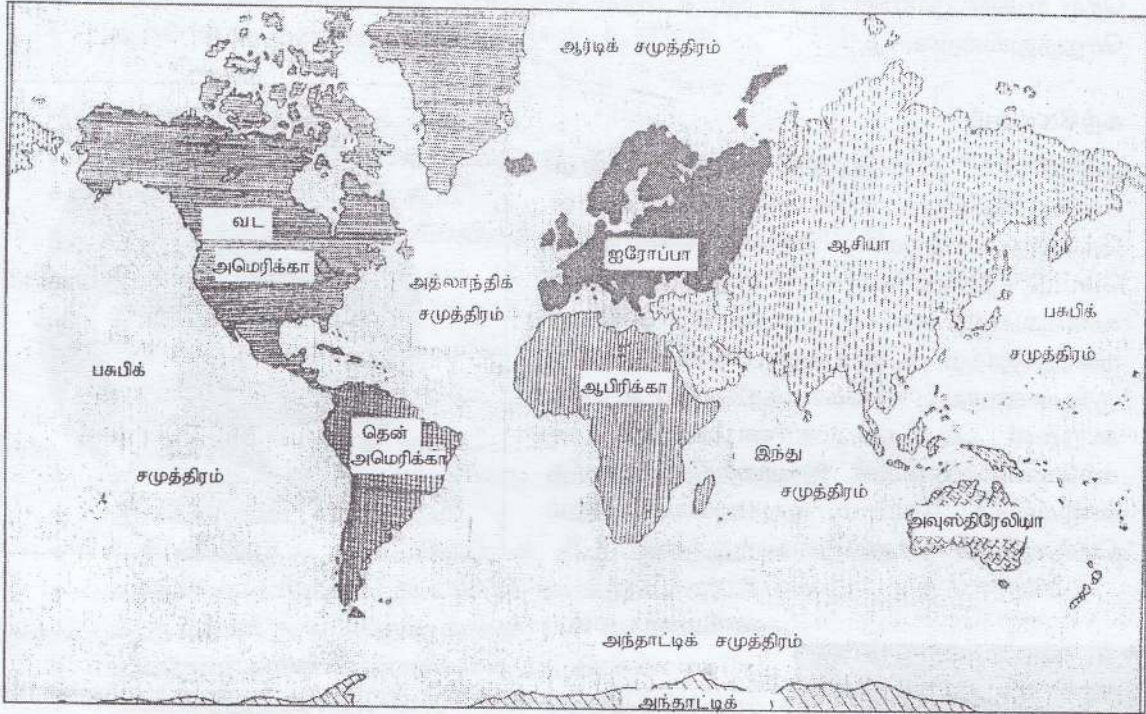 ஆர்டிக் சமுத்திரம்
வட
அமெரிக்கா
ஐரோப்பா
ஆசியா
அத்லாந்திக்
சமுத்திரம்
பசுபிக்
சமுத்திரம்
பசுபிக்
சமுத்திரம்
ஆபிரிக்கா
தென்
அமெரிக்கா
இந்து
சமுத்திரம்
அவுஸ்திரேலியா
அந்தாட்டிக் சமுத்திரம்
அந்தாட்டிக்